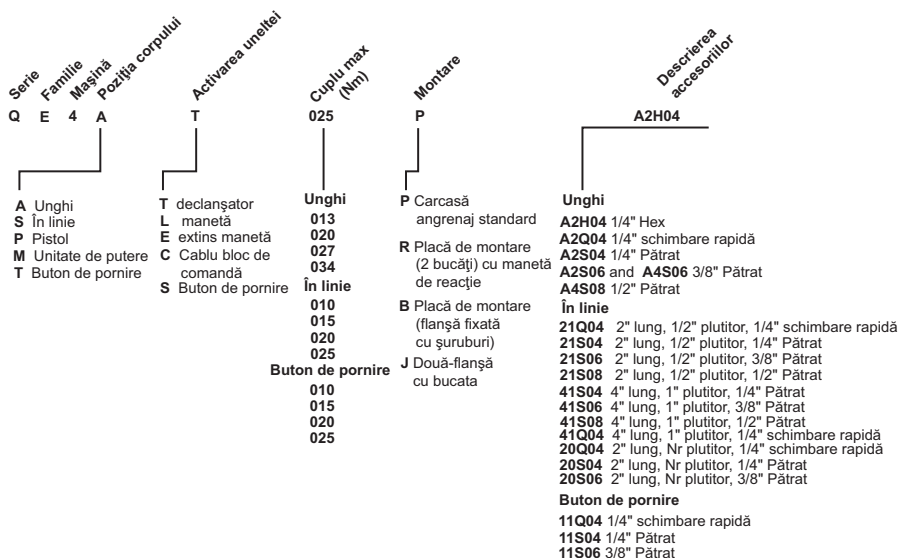 Serie
Familie
Maşină
Poziţia corpului
Activarea uneltei
Cuplu max
(Nm)
Montare
Descrierea
accesoriilor
Q E 4 A T 025 P A2H04
A Unghi
S În linie
P Pistol
M Unitate de putere
T Buton de pornire
T declanşator
L manetă
E extins manetă
C Cablu bloc de
comandă
S Buton de pornire
Unghi
013
020
027
034
În linie
010
015
020
025
Buton de pornire
010
015
020
025
P Carcasă
angrenaj standard
R Placă de montare
(2 bucăţi) cu manetă
de reacţie
B Placă de montare
(flanşă fixată
cu şuruburi)
J Două-flanşă
cu bucata
Unghi
A2H04 1/4" Hex
A2Q04 1/4" schimbare rapidă
A2S04 1/4" Pătrat
A2S06 and A4S06 3/8" Pătrat
A4S08 1/2" Pătrat
În linie
21Q04 2" lung, 1/2" plutitor, 1/4" schimbare rapidă
21S04 2" lung, 1/2" plutitor, 1/4" Pătrat
21S06 2" lung, 1/2" plutitor, 3/8" Pătrat
21S08 2" lung, 1/2" plutitor, 1/2" Pătrat
41S04 4" lung, 1" plutitor, 1/4" Pătrat
41S06 4" lung, 1" plutitor, 3/8" Pătrat
41S08 4" lung, 1" plutitor, 1/2" Pătrat
41Q04 4" lung, 1" plutitor, 1/4" schimbare rapidă
20Q04 2" lung, Nr plutitor, 1/4" schimbare rapidă
20S04 2" lung, Nr plutitor, 1/4" Pătrat
20S06 2" lung, Nr plutitor, 3/8" Pătrat
Buton de pornire
11Q04 1/4" schimbare rapidă
11S04 1/4" Pătrat
11S06 3/8" Pătrat